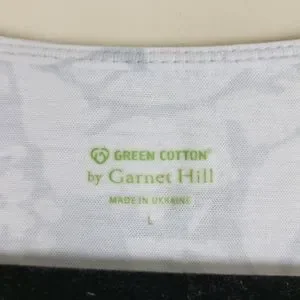 GREEN COTTON®
by Garnet Hill
MADE IN UKRAINE
L